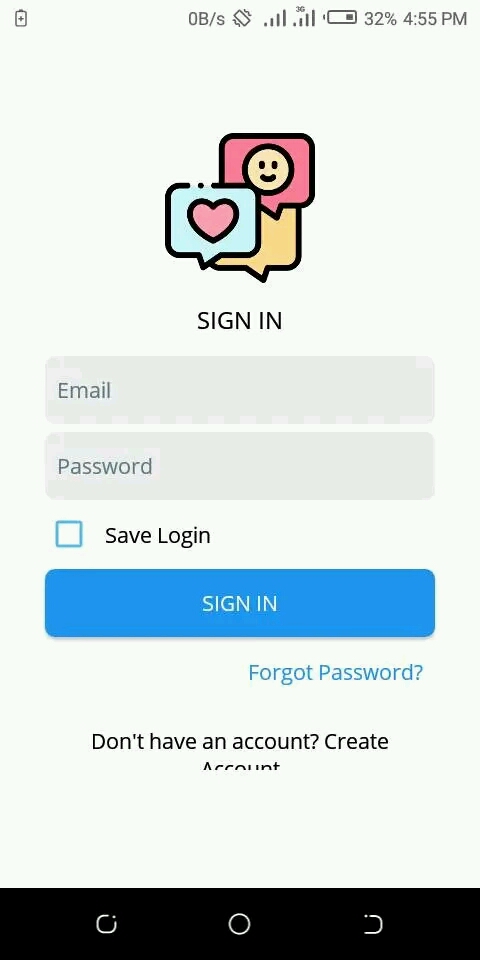 0B/s 3G 32% 4:55 PM
SIGN IN
Email
Password
Save Login
SIGN IN
Forgot Password?
Don't have an account? Create
Account